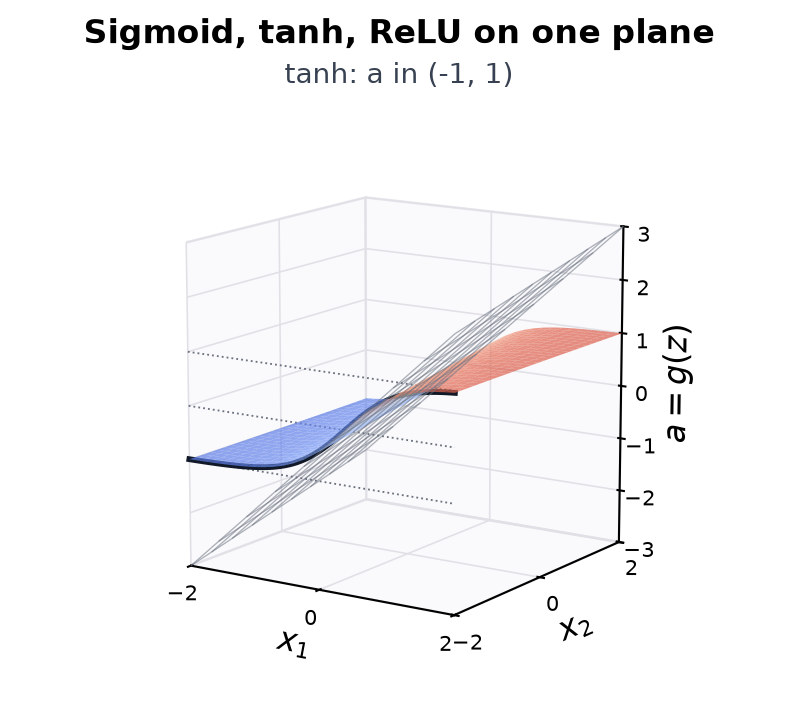 Sigmoid, tanh, ReLU on one plane
tanh: a in (-1, 1)
3
2
1
0
−1
−2
−3
a = g(z)
2
0
−2
x₂
−2
0
2
x₁